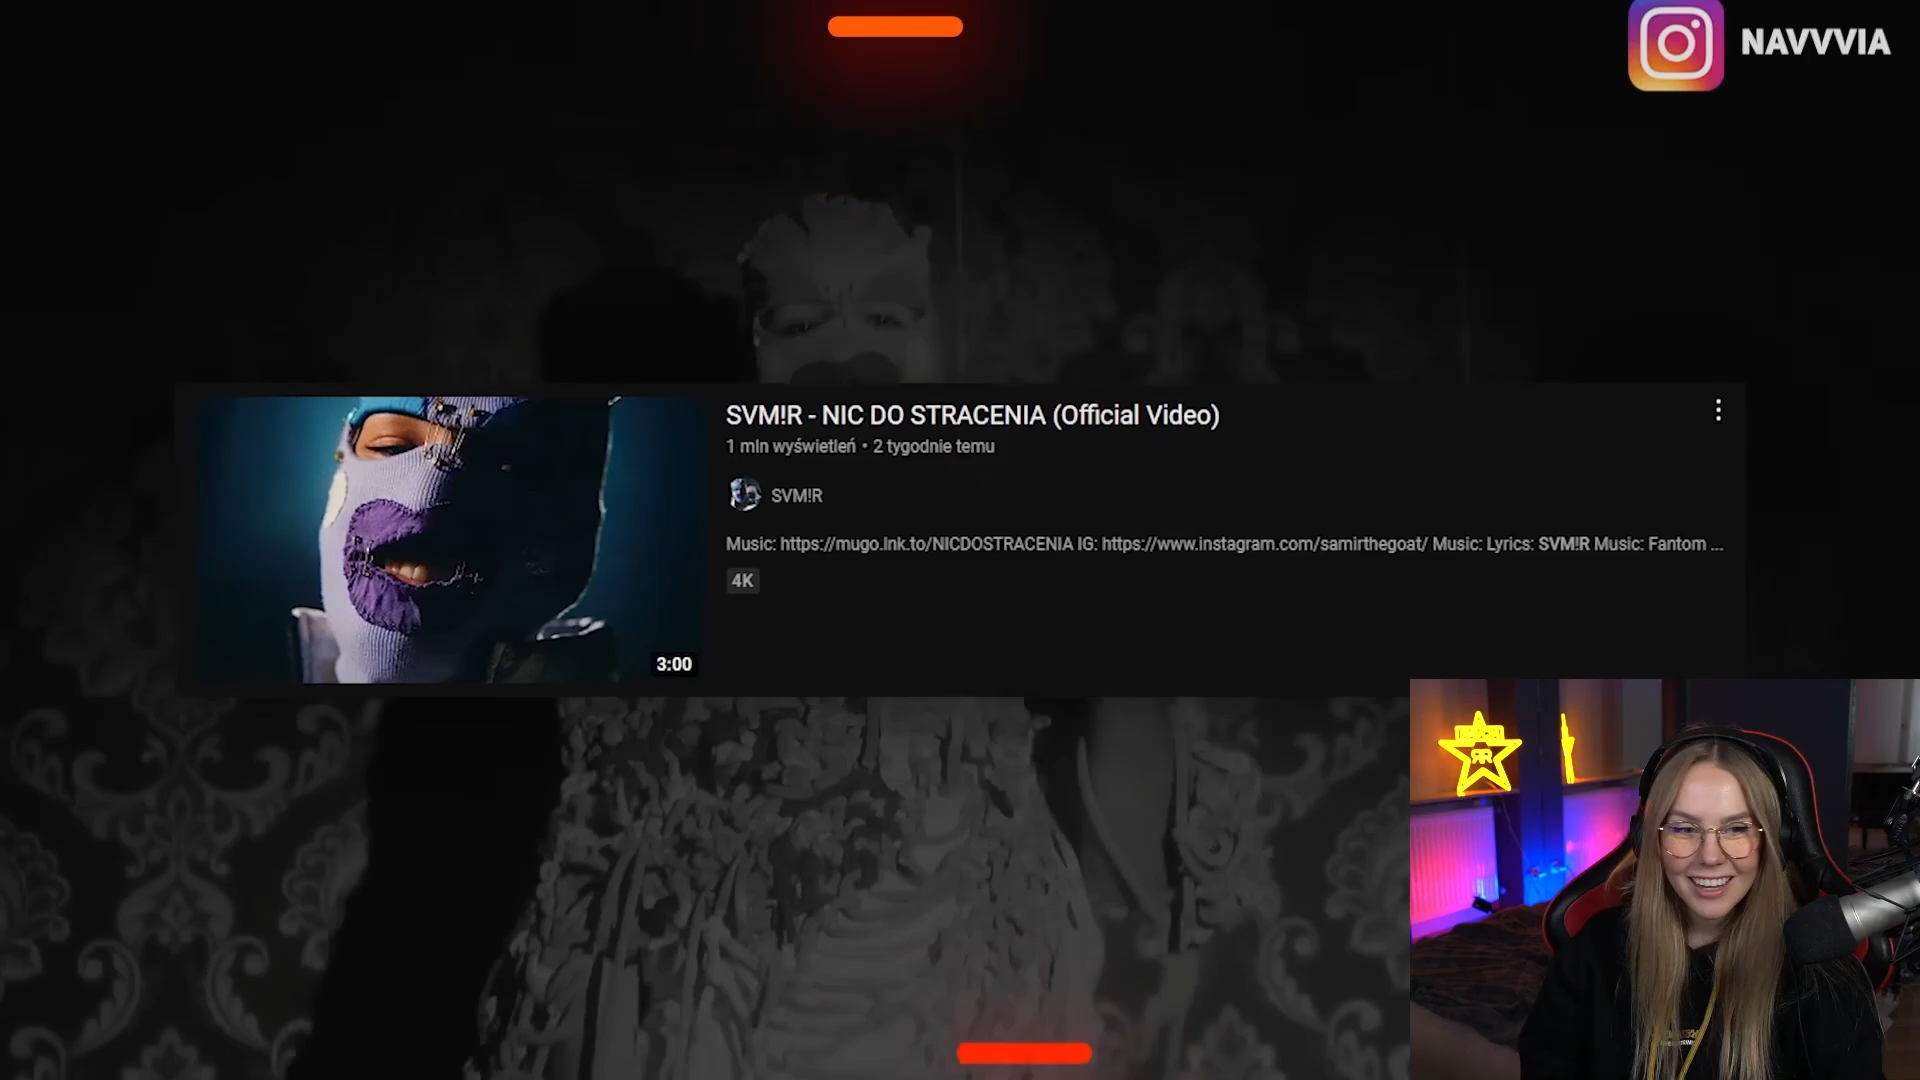 NAVVVIA
SVM!R - NIC DO STRACENIA (Official Video)
1 mln wyświetleń • 2 tygodnie temu
SVM!R
Music: https://mugo.lnk.to/NICDOSTRACENIA IG: https://www.instagram.com/samirthegoat/ Music: Lyrics: SVM!R Music: Fantom ...
4K
3:00